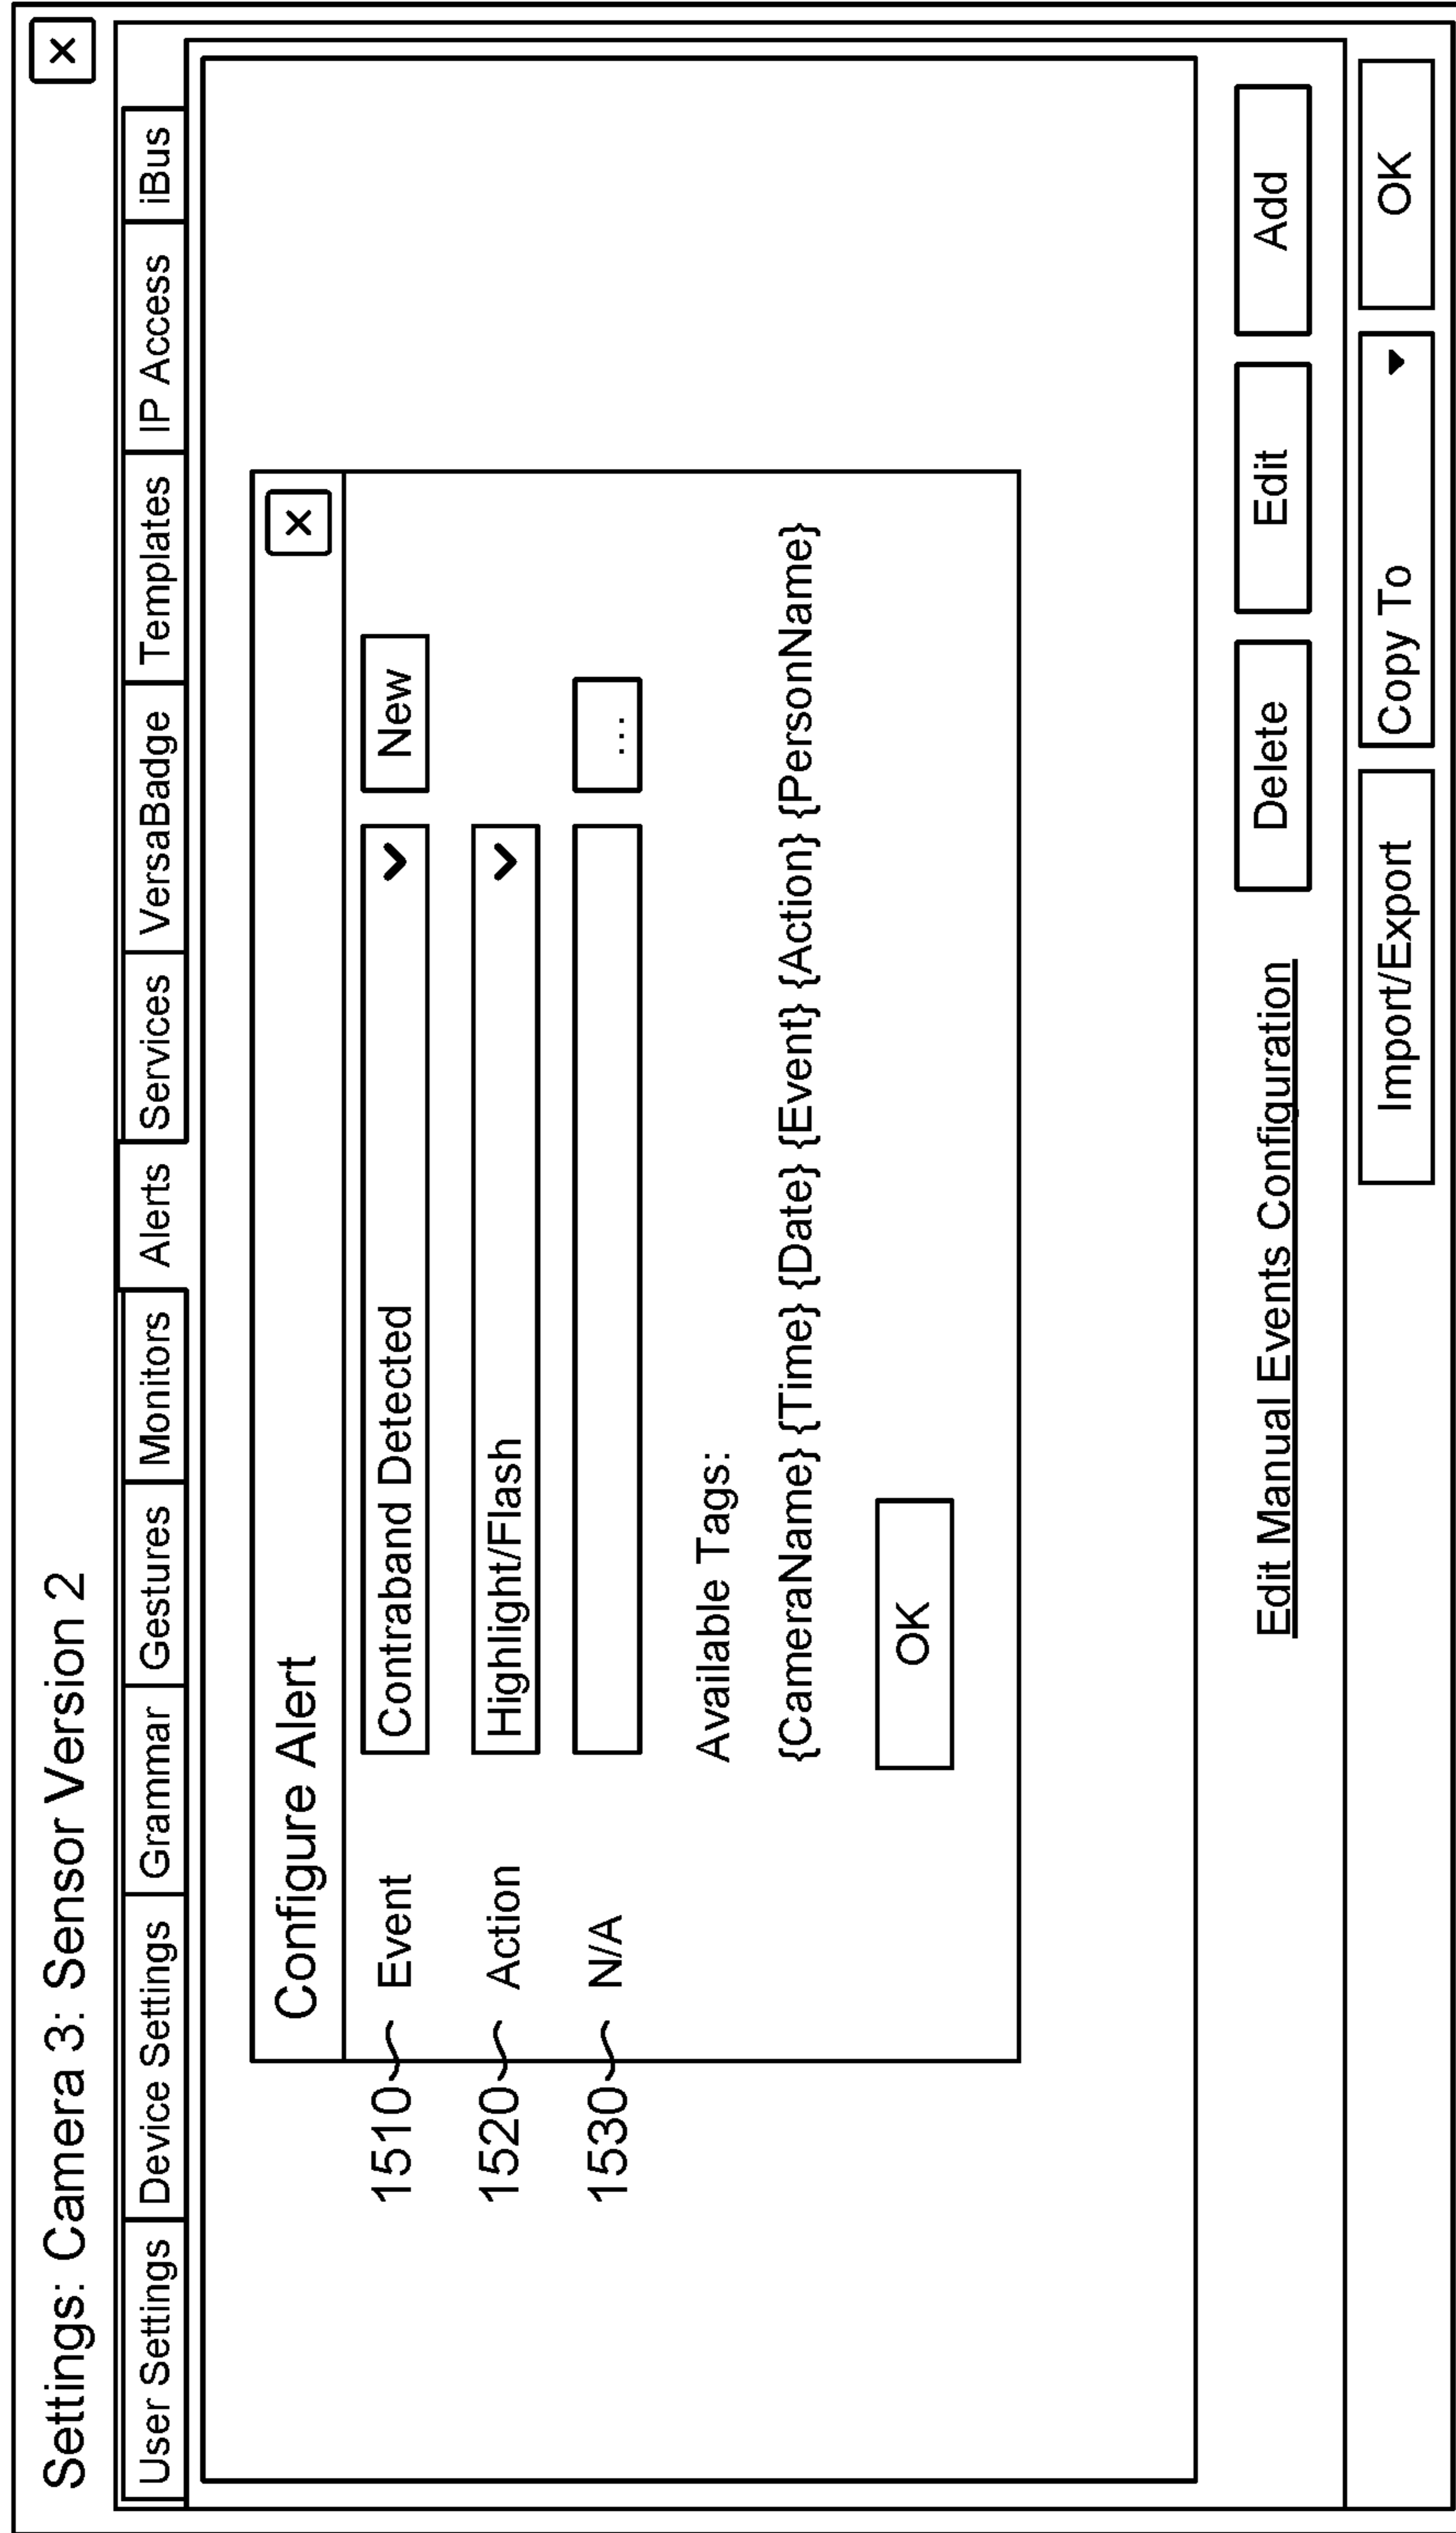 Settings: Camera 3: Sensor Version 2
×
User Settings Device Settings Grammar Gestures Monitors Alerts Services VersaBadge Templates IP Access iBus
Configure Alert
×
1510 Event Contraband Detected New
1520 Action Highlight/Flash
1530 N/A ...
Available Tags:
{CameraName} {Time} {Date} {Event} {Action} {PersonName}
OK
Edit Manual Events Configuration Delete Edit Add
Import/Export Copy To OK